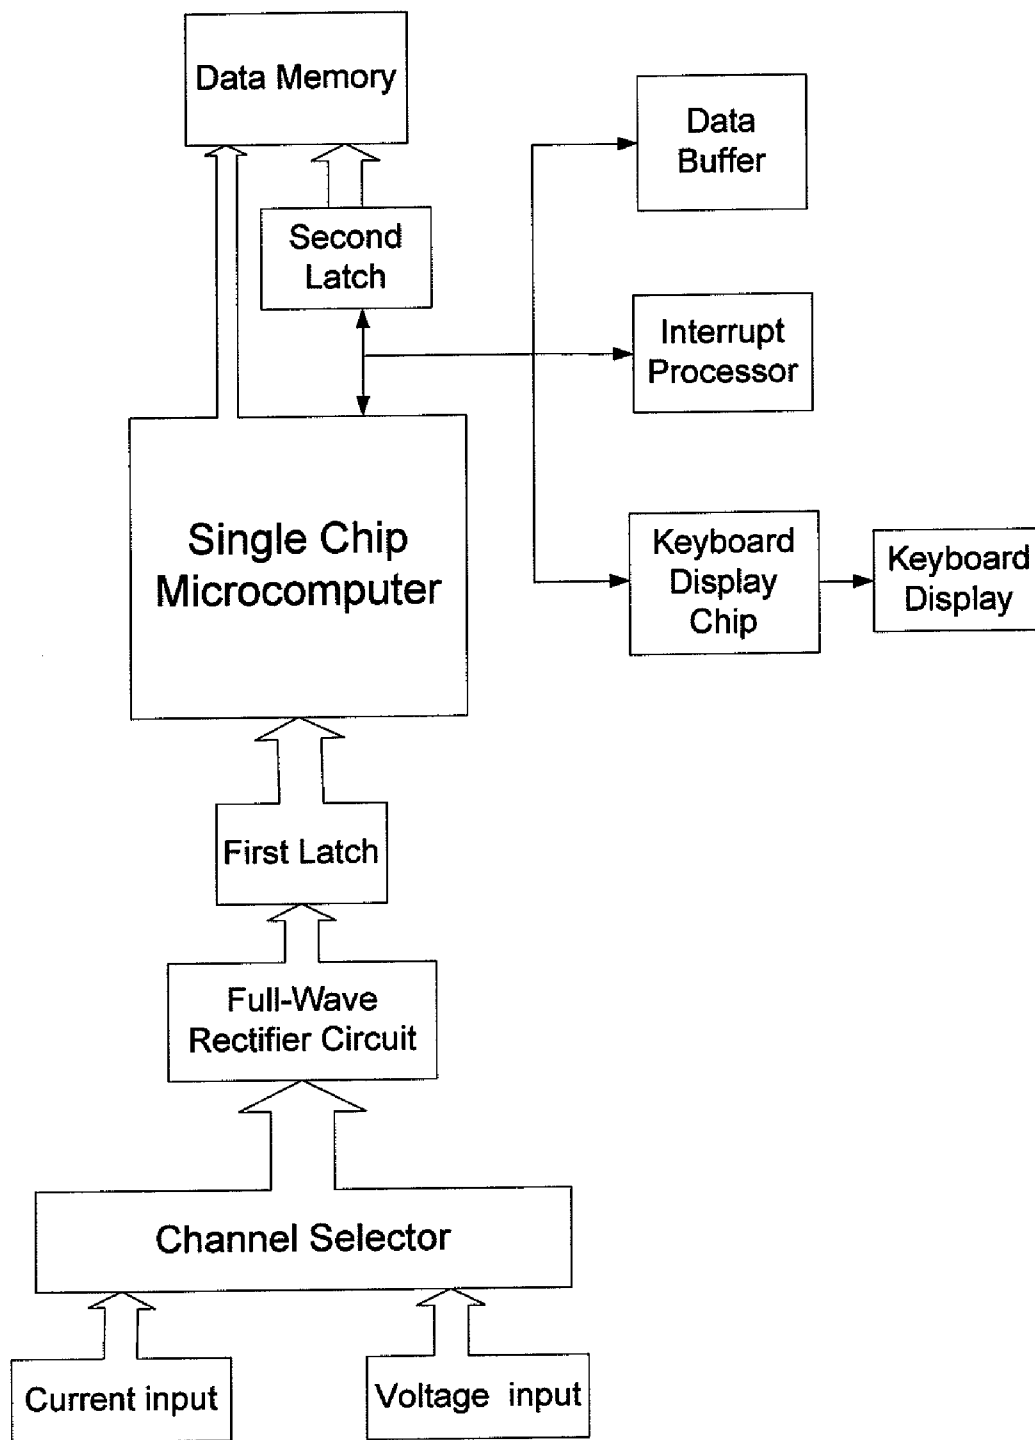 Data Memory
Data
Buffer
Second
Latch
Interrupt
Processor
Single Chip
Microcomputer
Keyboard
Display
Chip
Keyboard
Display
First Latch
Full-Wave
Rectifier Circuit
Channel Selector
Current input
Voltage input